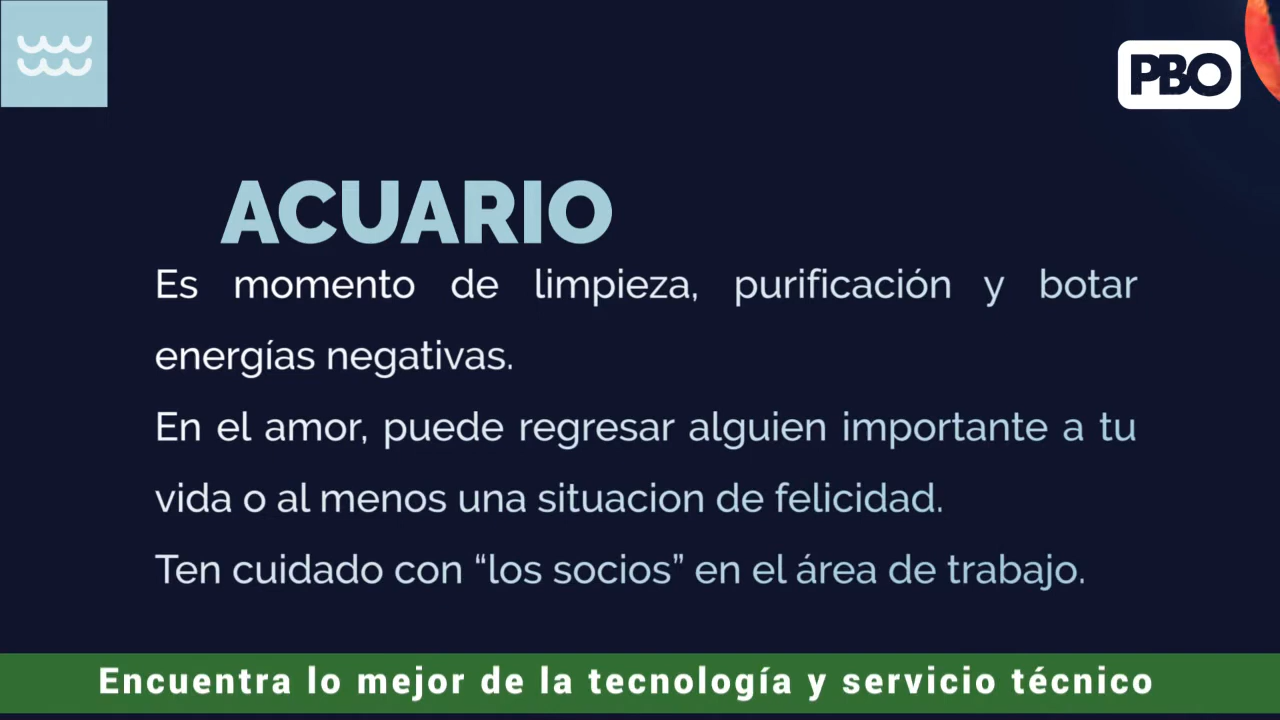 PBO
ACUARIO
Es momento de limpieza, purificación y botar
energías negativas.
En el amor, puede regresar alguien importante a tu
vida o al menos una situacion de felicidad.
Ten cuidado con “los socios” en el área de trabajo.
Encuentra lo mejor de la tecnología y servicio técnico